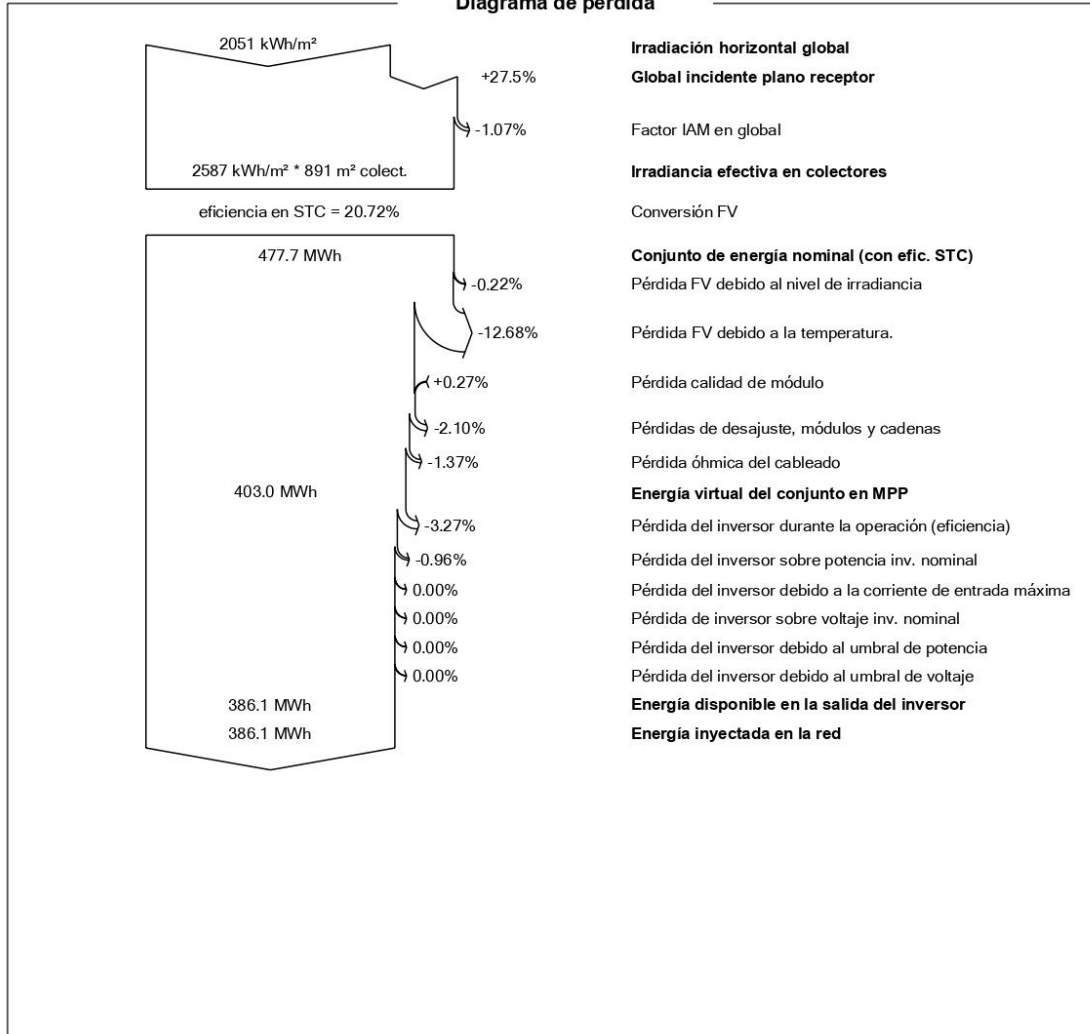 Diagrama de pérdida
2051 kWh/m² Irradiación horizontal global
+27.5% Global incidente plano receptor
-1.07% Factor IAM en global
2587 kWh/m² * 891 m² colect. Irradiancia efectiva en colectores
eficiencia en STC = 20.72% Conversión FV
477.7 MWh Conjunto de energía nominal (con efic. STC)
-0.22% Pérdida FV debido al nivel de irradiancia
-12.68% Pérdida FV debido a la temperatura.
+0.27% Pérdida calidad de módulo
-2.10% Pérdidas de desajuste, módulos y cadenas
-1.37% Pérdida óhmica del cableado
403.0 MWh Energía virtual del conjunto en MPP
-3.27% Pérdida del inversor durante la operación (eficiencia)
-0.96% Pérdida del inversor sobre potencia inv. nominal
0.00% Pérdida del inversor debido a la corriente de entrada máxima
0.00% Pérdida de inversor sobre voltaje inv. nominal
0.00% Pérdida del inversor debido al umbral de potencia
0.00% Pérdida del inversor debido al umbral de voltaje
386.1 MWh Energía disponible en la salida del inversor
386.1 MWh Energía inyectada en la red